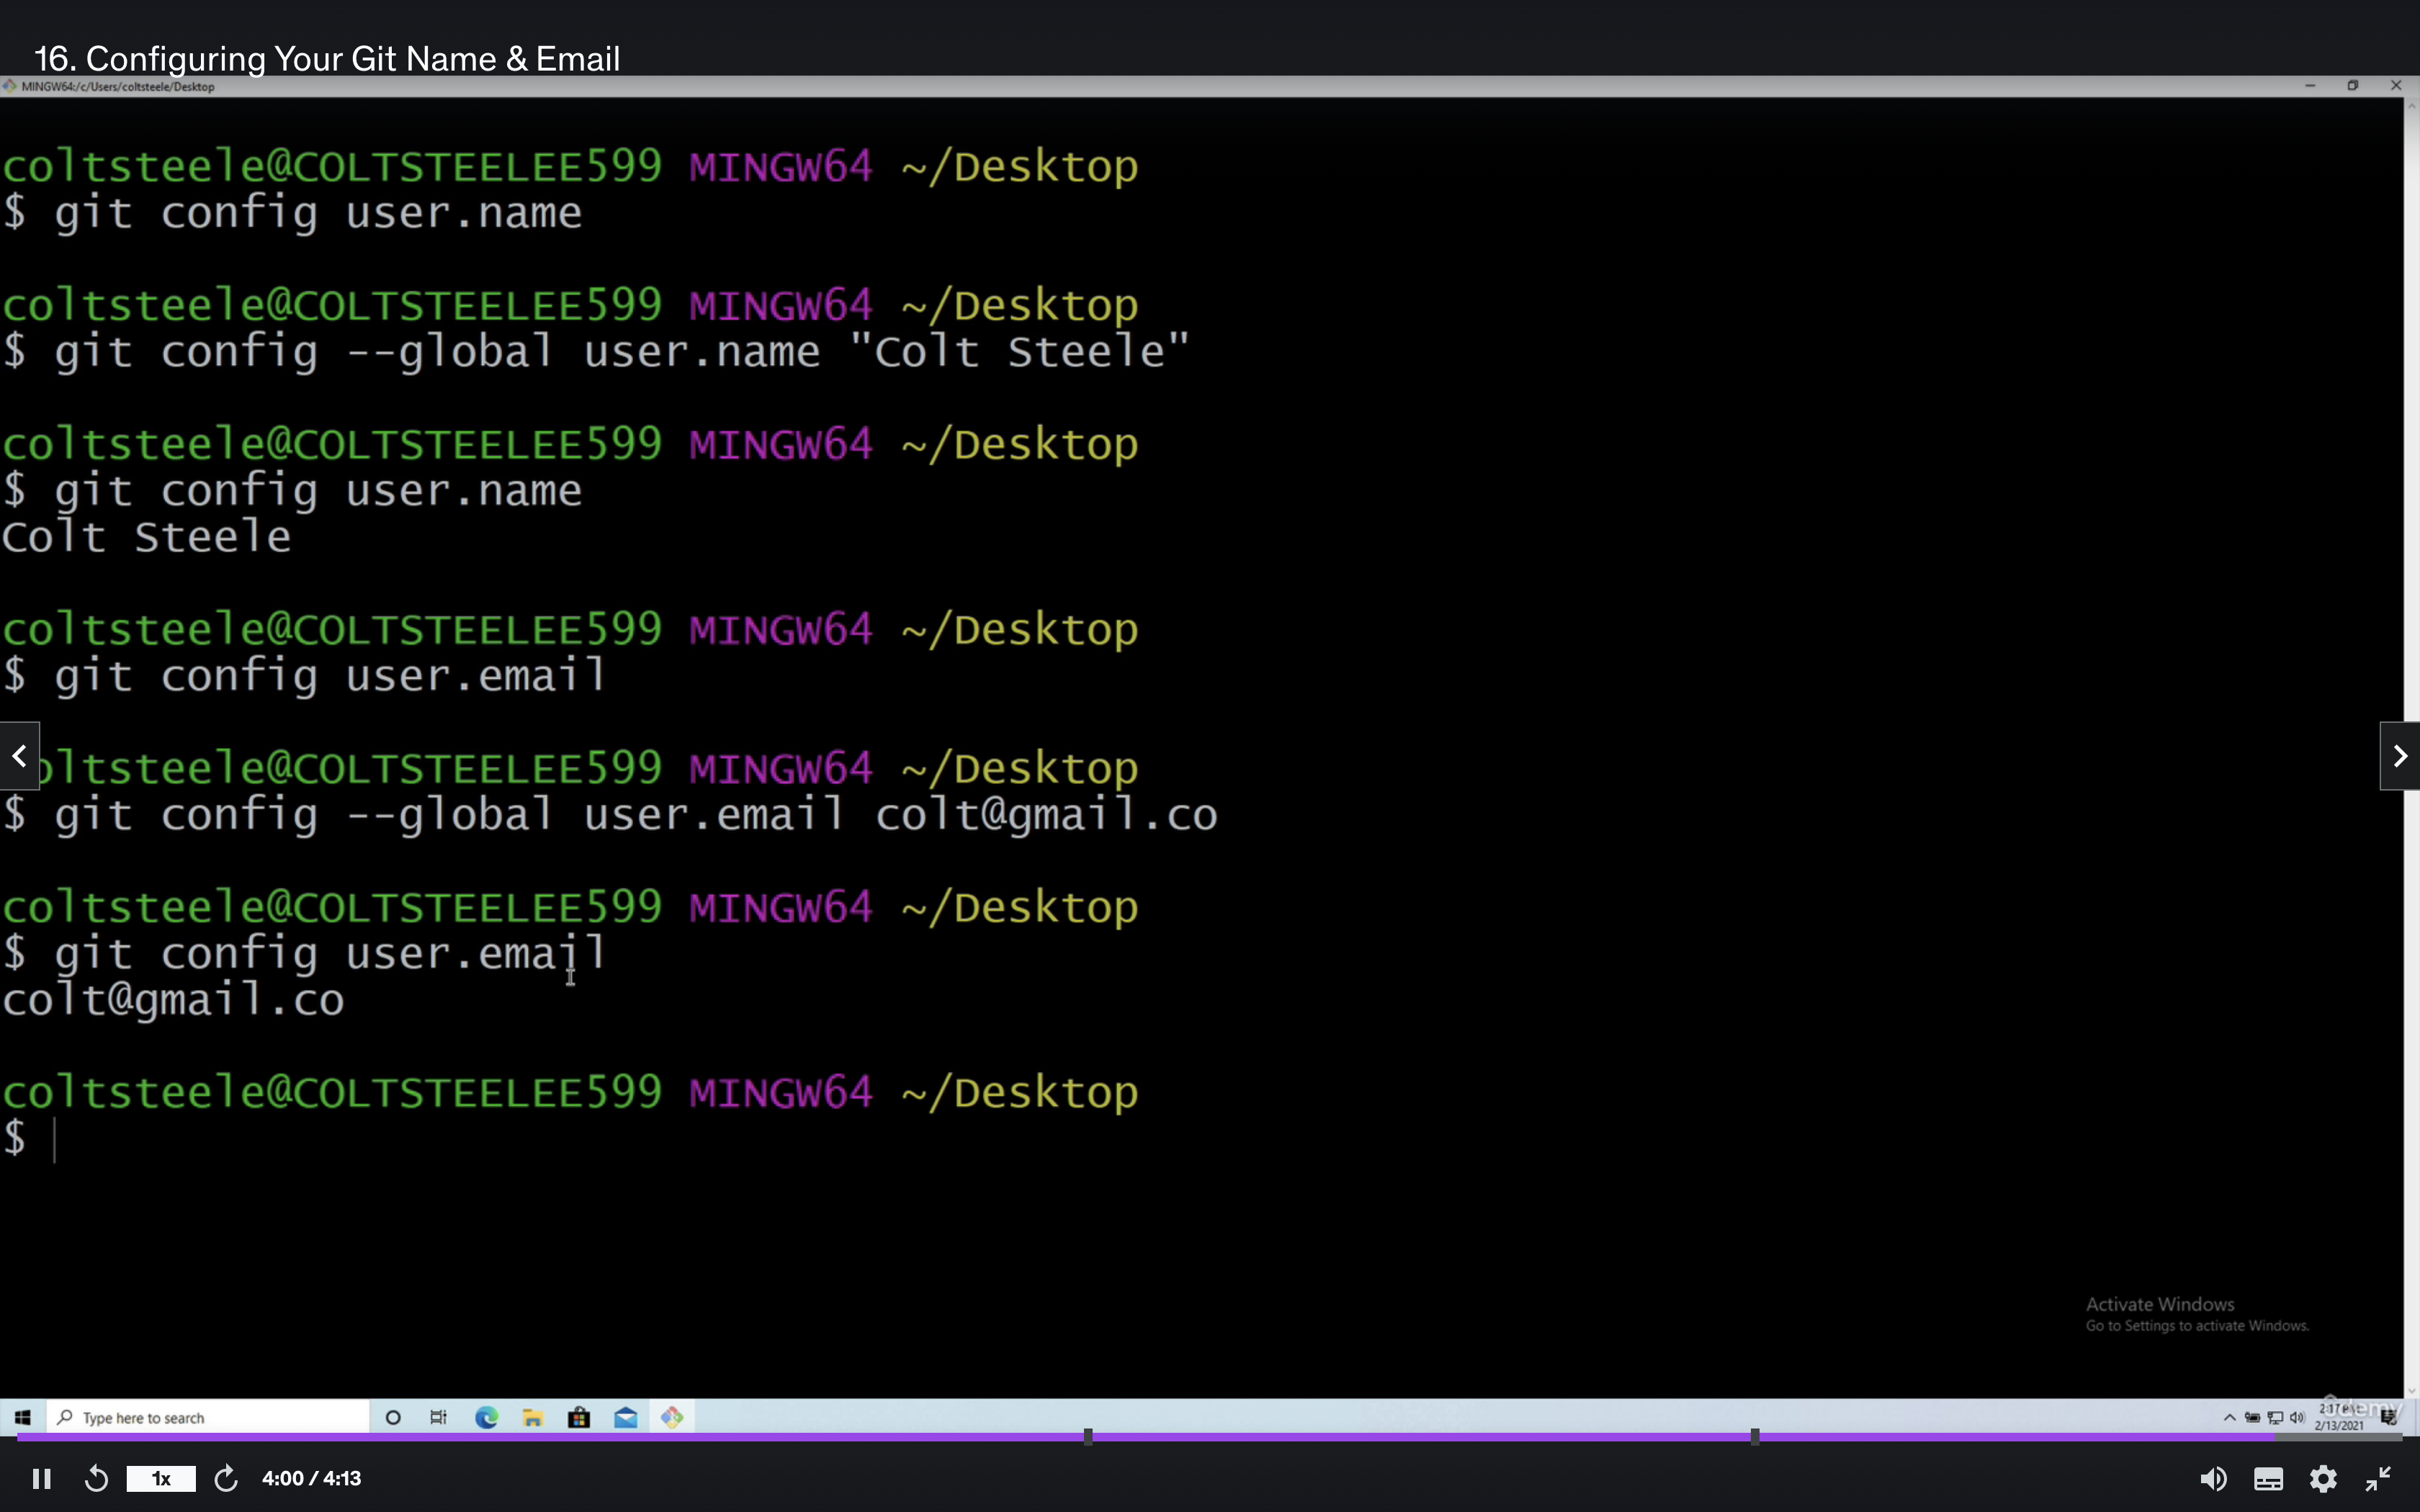 16. Configuring Your Git Name & Email
MINGW64:/c/Users/coltsteele/Desktop
coltsteele@COLTSTEELEE599 MINGW64 ~/Desktop
$ git config user.name
coltsteele@COLTSTEELEE599 MINGW64 ~/Desktop
$ git config --global user.name "Colt Steele"
coltsteele@COLTSTEELEE599 MINGW64 ~/Desktop
$ git config user.name
Colt Steele
coltsteele@COLTSTEELEE599 MINGW64 ~/Desktop
$ git config user.email
oltsteele@COLTSTEELEE599 MINGW64 ~/Desktop
$ git config --global user.email colt@gmail.co
coltsteele@COLTSTEELEE599 MINGW64 ~/Desktop
$ git config user.email
colt@gmail.co
coltsteele@COLTSTEELEE599 MINGW64 ~/Desktop
$
Activate Windows
Go to Settings to activate Windows.
Type here to search
2:17
udemy
2/13/2021
1x
4:00 / 4:13